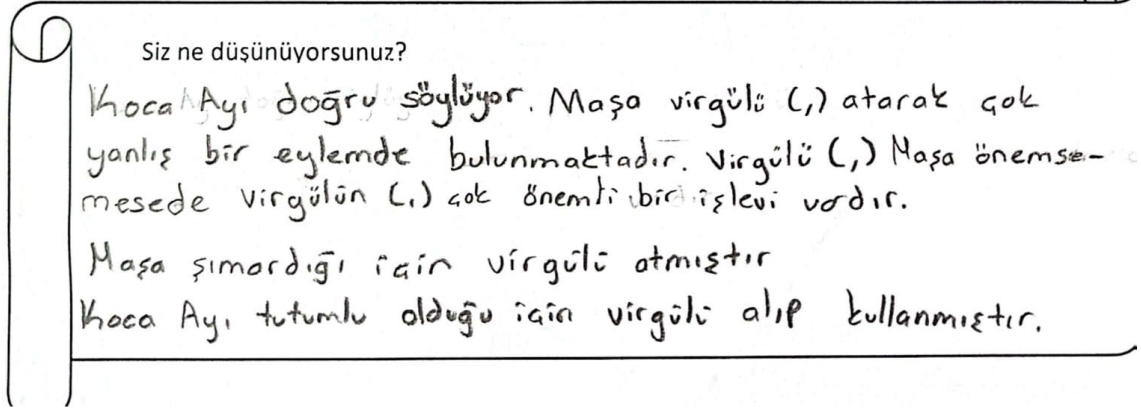 Siz ne düşünüyorsunuz?
Koca Ayı doğru söylüyor. Maşa virgülü (,) atarak çok
yanlış bir eylemde bulunmaktadır. Virgülü (,) Maşa önemse-
mesede virgülün (,) çok önemli bir işlevi vardır.
Maşa şımardığı için virgülü atmıştır
Koca Ayı tutumlu olduğu için virgülü alıp kullanmıştır.